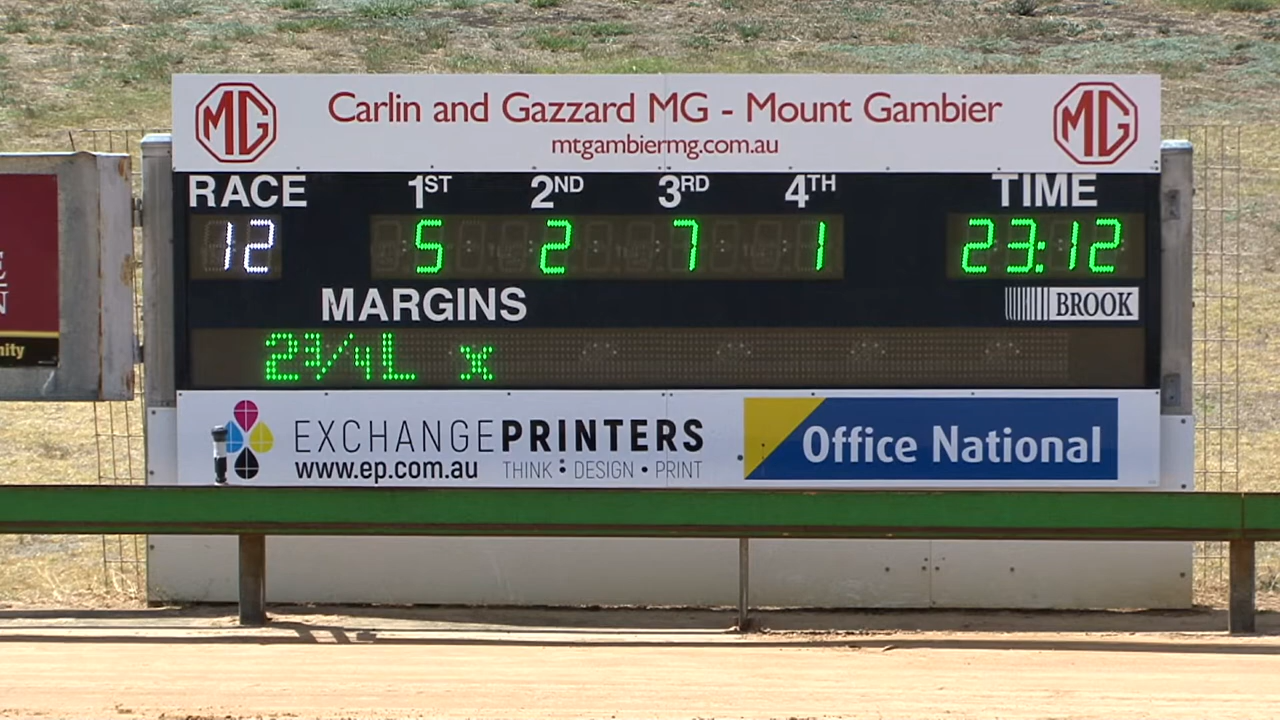 MG Carlin and Gazzard MG - Mount Gambier MG
mtgambiermg.com.au
RACE 1ST 2ND 3RD 4TH TIME
12 5 2 7 1 23:12
MARGINS BROOK
2¾L x
EXCHANGEPRINTERS
www.ep.com.au THINK : DESIGN • PRINT
Office National